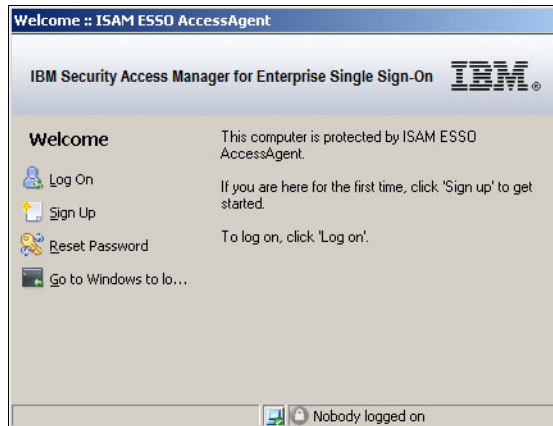 Welcome :: ISAM ESSO AccessAgent
IBM Security Access Manager for Enterprise Single Sign-On
IBM®
Welcome
Log On
Sign Up
Reset Password
Go to Windows to lo...
This computer is protected by ISAM ESSO
AccessAgent.
If you are here for the first time, click 'Sign up' to get
started.
To log on, click 'Log on'.
Nobody logged on